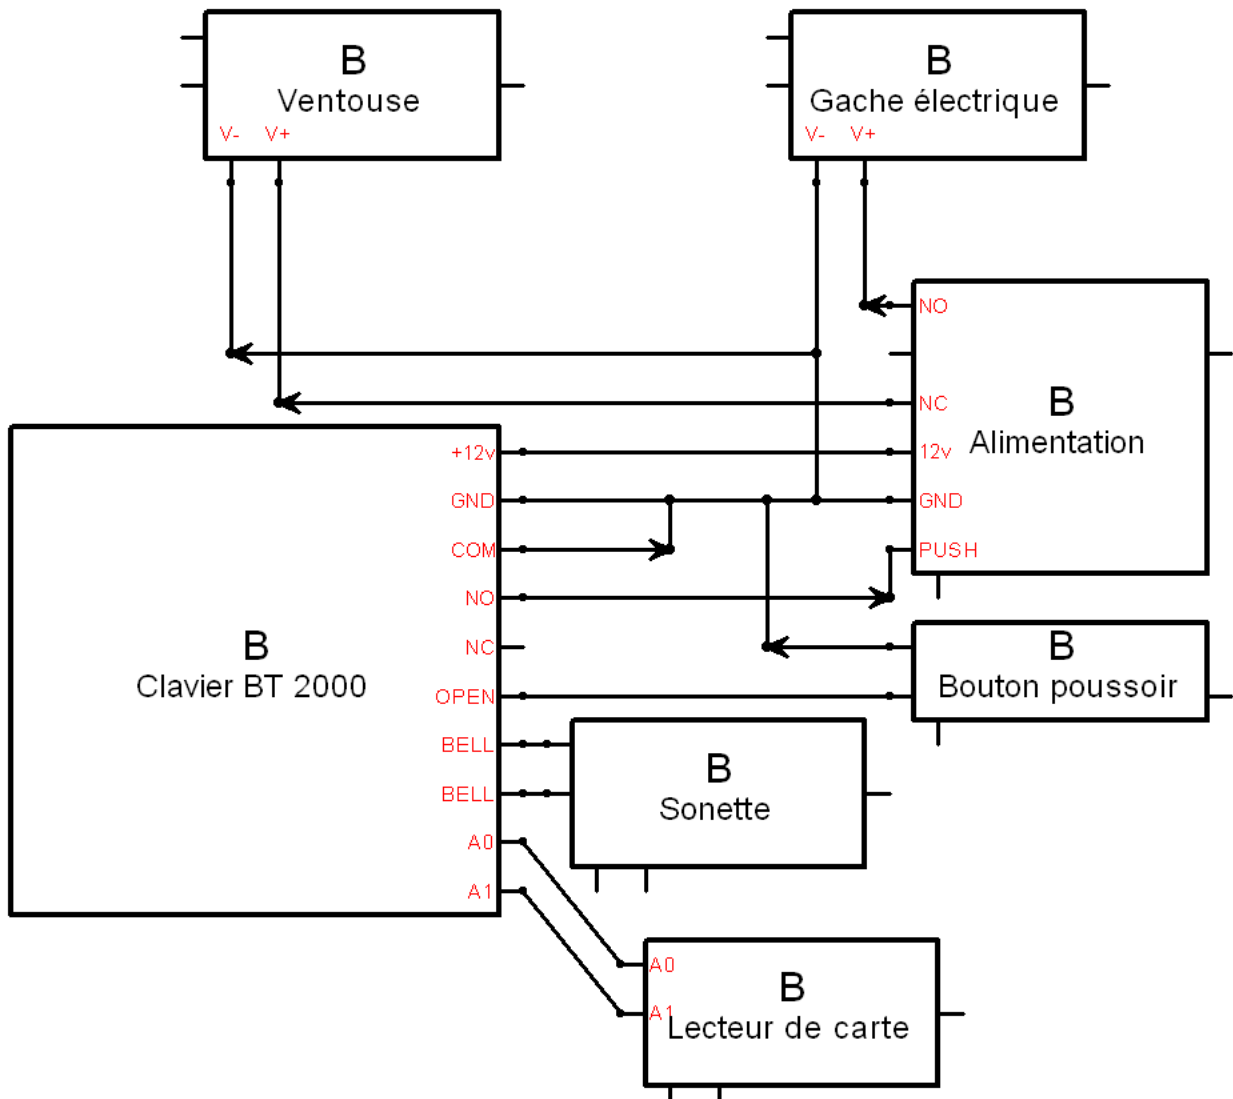 B
Ventouse
V- V+
B
Gache électrique
V- V+
NO
NC
12v
GND
PUSH
B
Alimentation
+12v
GND
COM
NO
NC
OPEN
BELL
BELL
A0
A1
B
Clavier BT 2000
B
Bouton poussoir
B
Sonette
A0
A1
B
Lecteur de carte